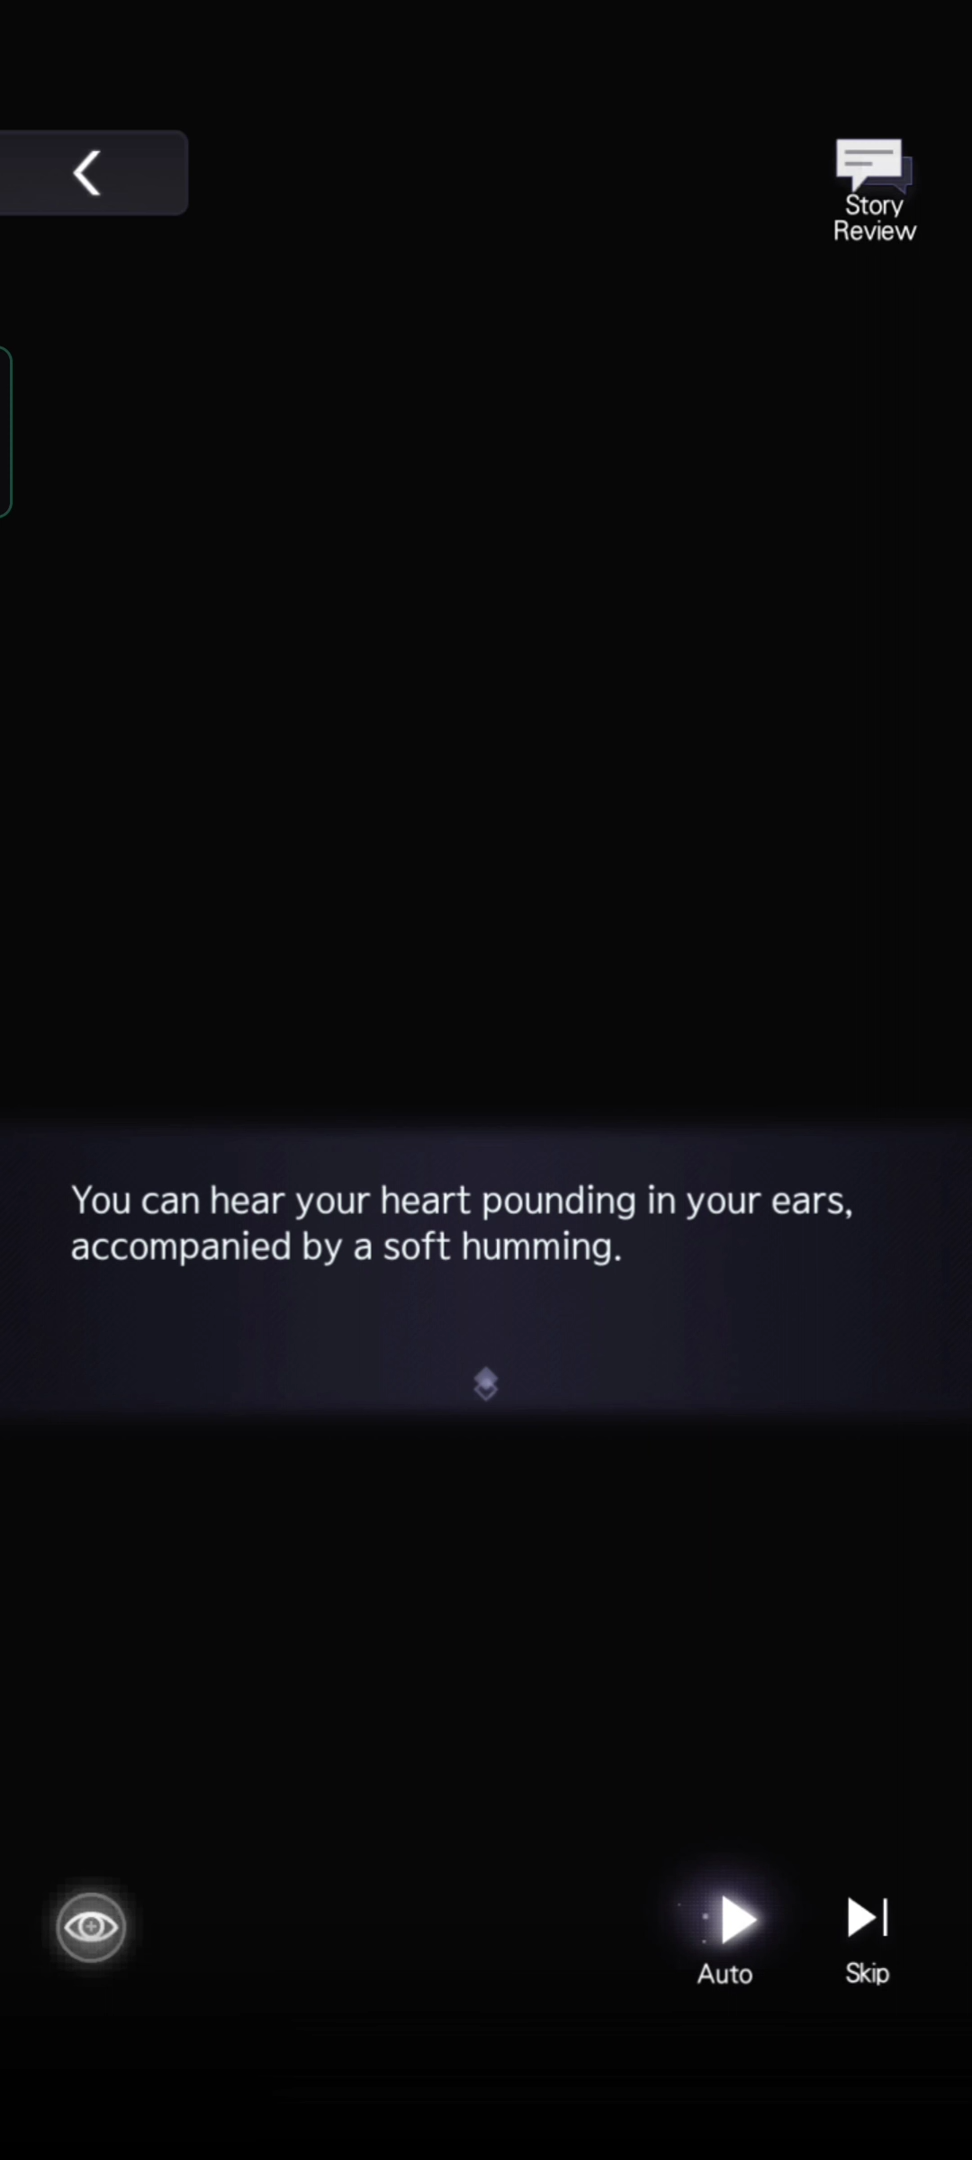 Story
Review
You can hear your heart pounding in your ears,
accompanied by a soft humming.
Auto
Skip